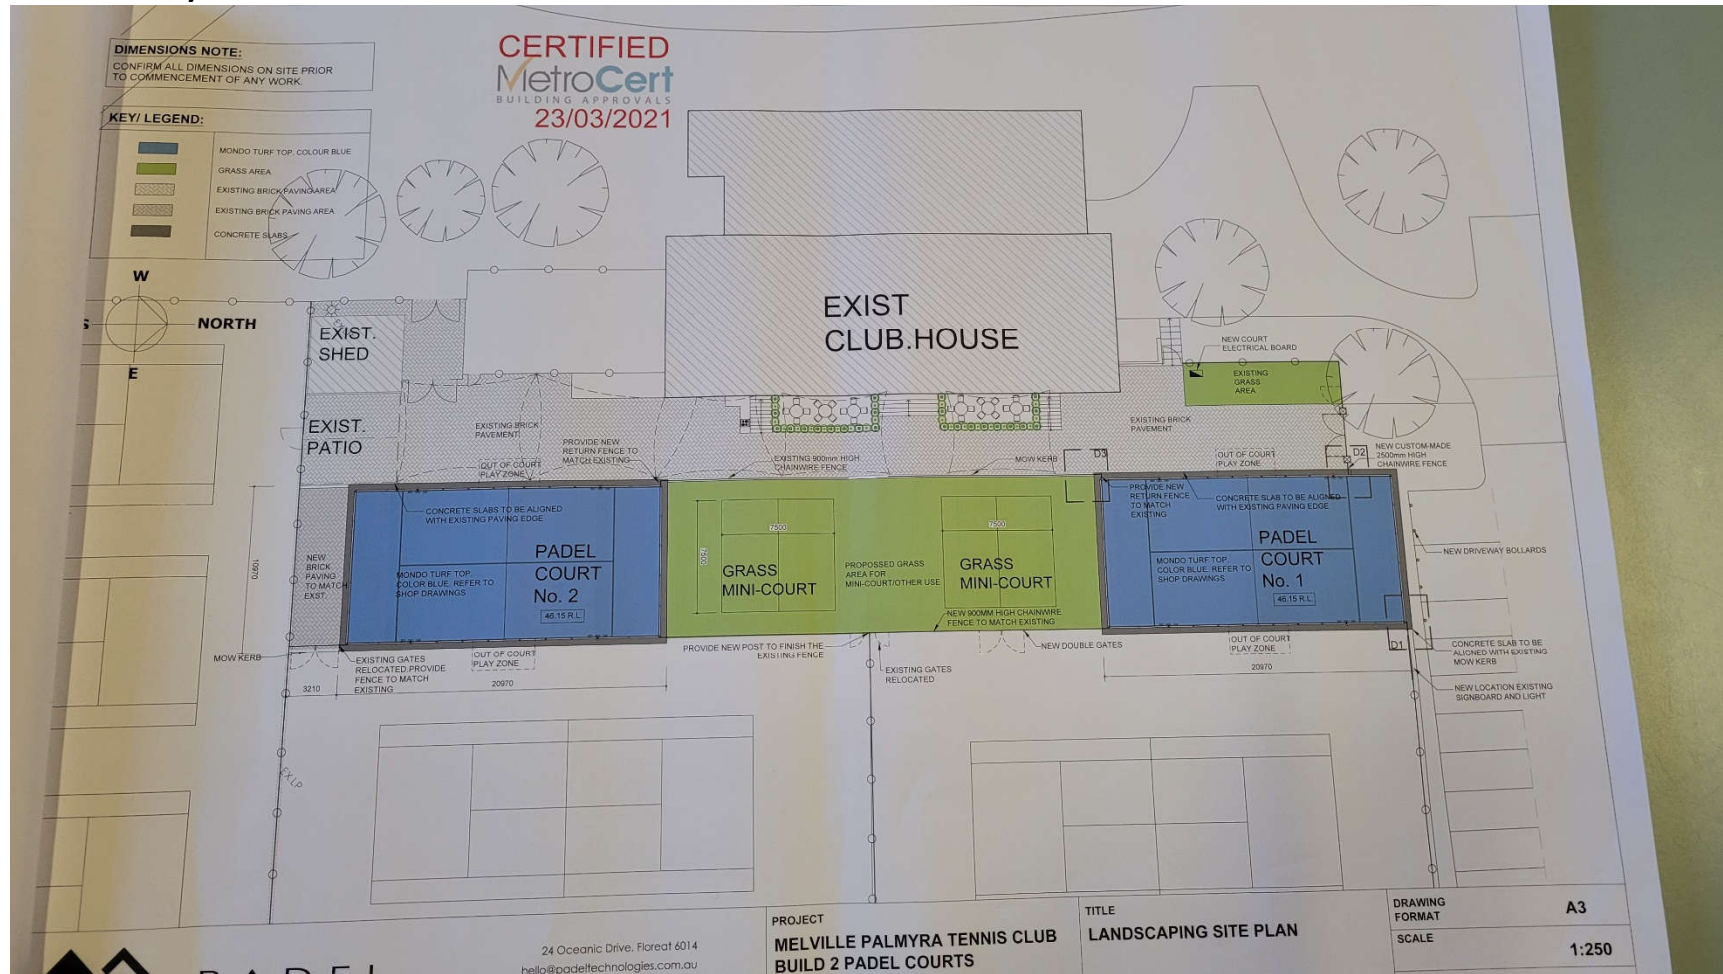 DIMENSIONS NOTE:
CONFIRM ALL DIMENSIONS ON SITE PRIOR
TO COMMENCEMENT OF ANY WORK.
CERTIFIED
MetroCert
BUILDING APPROVALS
23/03/2021
KEY/ LEGEND:
MONDO TURF TOP. COLOUR BLUE
GRASS AREA
EXISTING BRICK PAVING AREA
EXISTING BRICK PAVING AREA
CONCRETE SLABS
W
S
NORTH
E
EXIST.
SHED
EXIST
CLUB.HOUSE
NEW COURT
ELECTRICAL BOARD
EXISTING
GRASS
AREA
EXIST.
PATIO
EXISTING BRICK
PAVEMENT
PROVIDE NEW
RETURN FENCE TO
MATCH EXISTING
OUT OF COURT
PLAY ZONE
EXISTING 900mm HIGH
CHAINWIRE FENCE
MOW KERB
D3
EXISTING BRICK
PAVEMENT
OUT OF COURT
PLAY ZONE
D2
NEW CUSTOM-MADE
2500mm HIGH
CHAINWIRE FENCE
CONCRETE SLABS TO BE ALIGNED
WITH EXISTING PAVING EDGE
PROVIDE NEW
RETURN FENCE
TO MATCH
EXISTING
CONCRETE SLAB TO BE ALIGNED
WITH EXISTING PAVING EDGE
10970
NEW
BRICK
PAVING
TO MATCH
EXIST.
MONDO TURF TOP.
COLOR BLUE. REFER TO
SHOP DRAWINGS
PADEL
COURT
No. 2
46.15 R.L
7500
7500
GRASS
MINI-COURT
PROPOSSED GRASS
AREA FOR
MINI-COURT/OTHER USE
7500
GRASS
MINI-COURT
MONDO TURF TOP.
COLOR BLUE. REFER TO
SHOP DRAWINGS
PADEL
COURT
No. 1
46.15 R.L
NEW DRIVEWAY BOLLARDS
NEW 900MM HIGH CHAINWIRE
FENCE TO MATCH EXISTING
MOW KERB
EXISTING GATES
RELOCATED.PROVIDE
FENCE TO MATCH
EXISTING
OUT OF COURT
PLAY ZONE
PROVIDE NEW POST TO FINISH THE
EXISTING FENCE
EXISTING GATES
RELOCATED
NEW DOUBLE GATES
OUT OF COURT
PLAY ZONE
D1
CONCRETE SLAB TO BE
ALIGNED WITH EXISTING
MOW KERB
3210
20970
20970
NEW LOCATION EXISTING
SIGNBOARD AND LIGHT
EX.LP
PADEL
24 Oceanic Drive, Floreat 6014
hello@padeltechnologies.com.au
PROJECT
MELVILLE PALMYRA TENNIS CLUB
BUILD 2 PADEL COURTS
TITLE
LANDSCAPING SITE PLAN
DRAWING
FORMAT
A3
SCALE
1:250